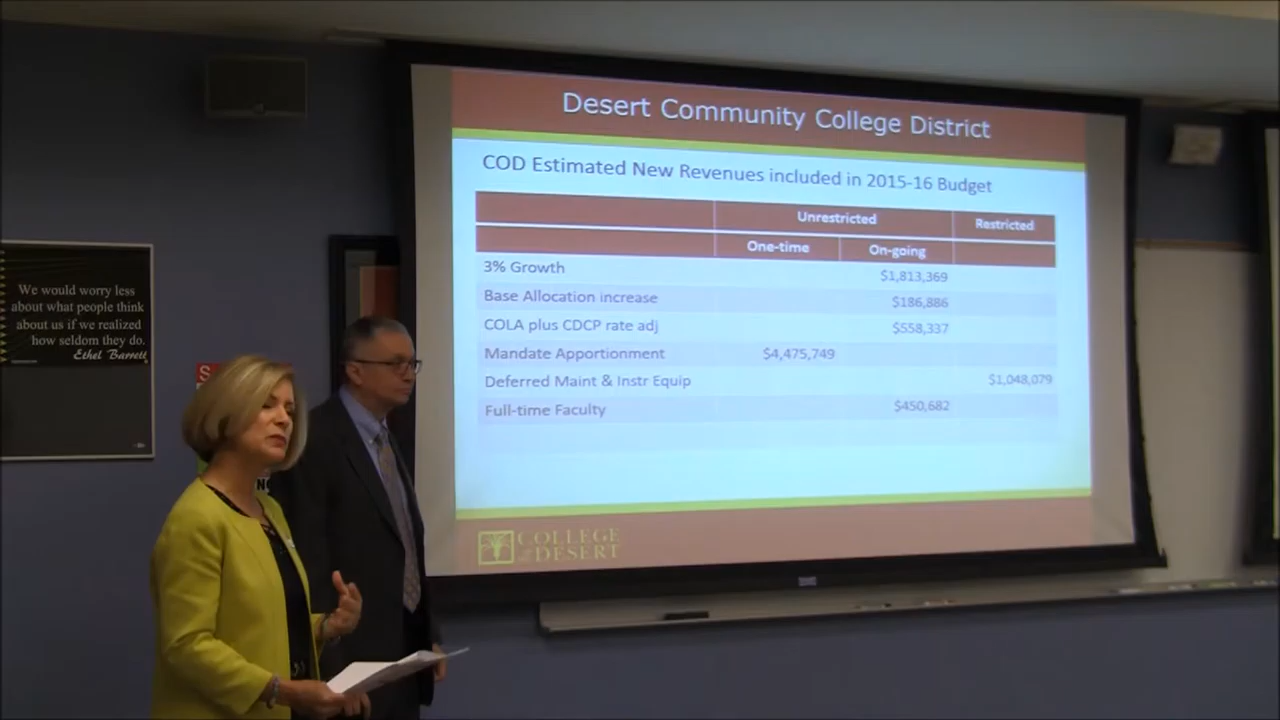 Desert Community College District
COD Estimated New Revenues included in 2015-16 Budget
Unrestricted Restricted
One-time On-going
3% Growth $1,813,369
Base Allocation increase $186,886
COLA plus CDCP rate adj $558,337
Mandate Apportionment $4,475,749
Deferred Maint & Instr Equip $1,048,079
Full-time Faculty $450,682
COLLEGE
OF THE DESERT
We would worry less
about what people think
about us if we realized
how seldom they do.
Ethel Barrett
S